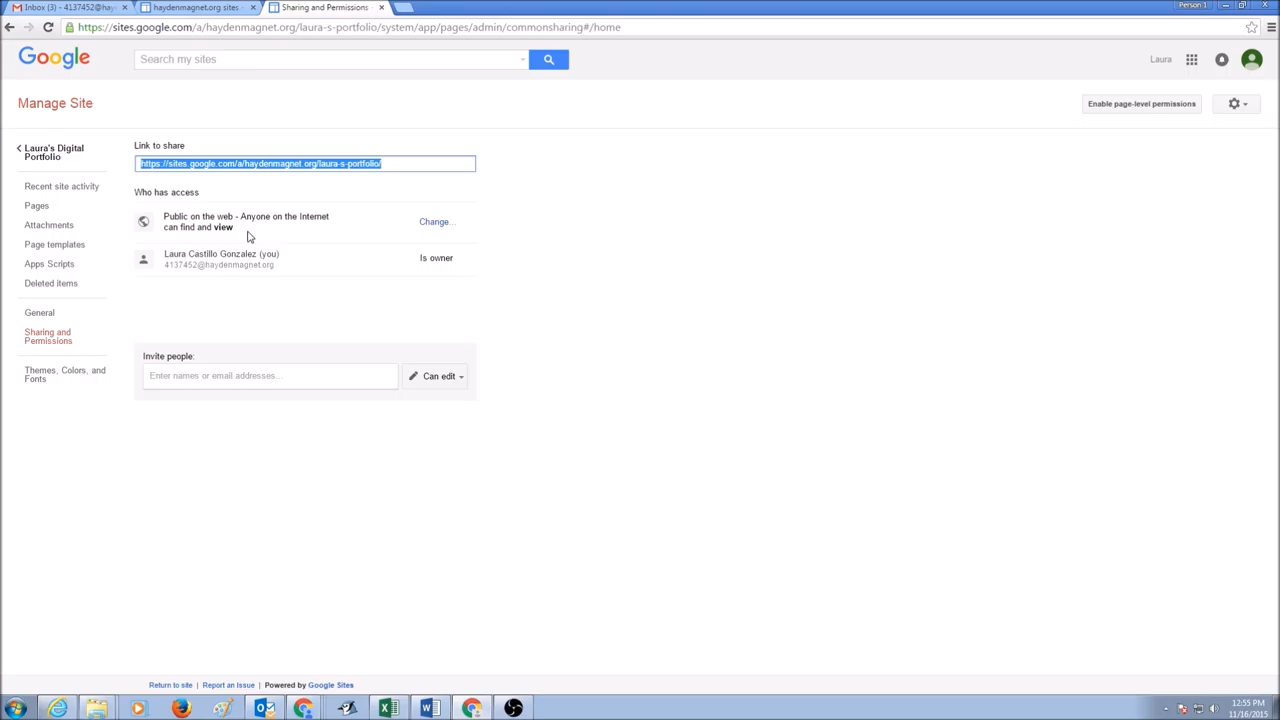 Inbox (3) - 4137452@hay
haydenmagnet.org sites -
Sharing and Permissions
Person 1
https://sites.google.com/a/haydenmagnet.org/laura-s-portfolio/system/app/pages/admin/commonsharing#/home
Google
Search my sites
Laura
Manage Site
Enable page-level permissions
Laura's Digital
Portfolio
Recent site activity
Pages
Attachments
Page templates
Apps Scripts
Deleted items
General
Sharing and
Permissions
Themes, Colors, and
Fonts
Link to share
https://sites.google.com/a/haydenmagnet.org/laura-s-portfolio/
Who has access
Public on the web - Anyone on the Internet
can find and view
Change...
Laura Castillo Gonzalez (you)
4137452@haydenmagnet.org
Is owner
Invite people:
Enter names or email addresses...
Can edit
Return to site | Report an Issue | Powered by Google Sites
12:55 PM
11/16/2015